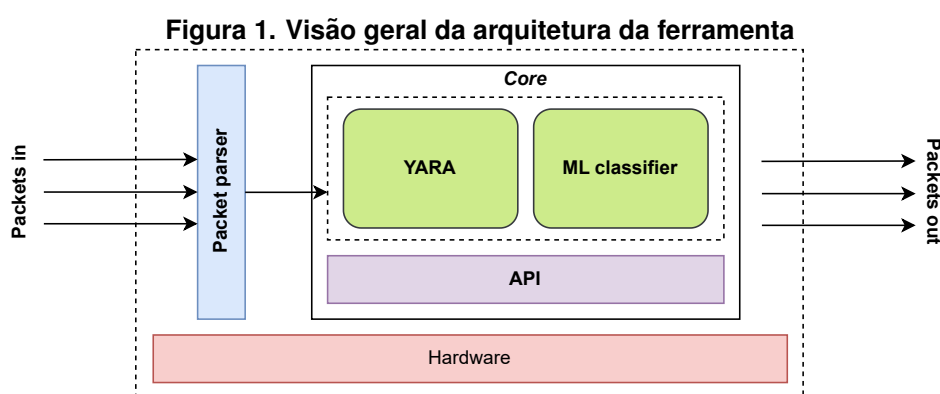 Figura 1. Visão geral da arquitetura da ferramenta
Core
Packets in
Packet parser
YARA
ML classifier
Packets out
API
Hardware